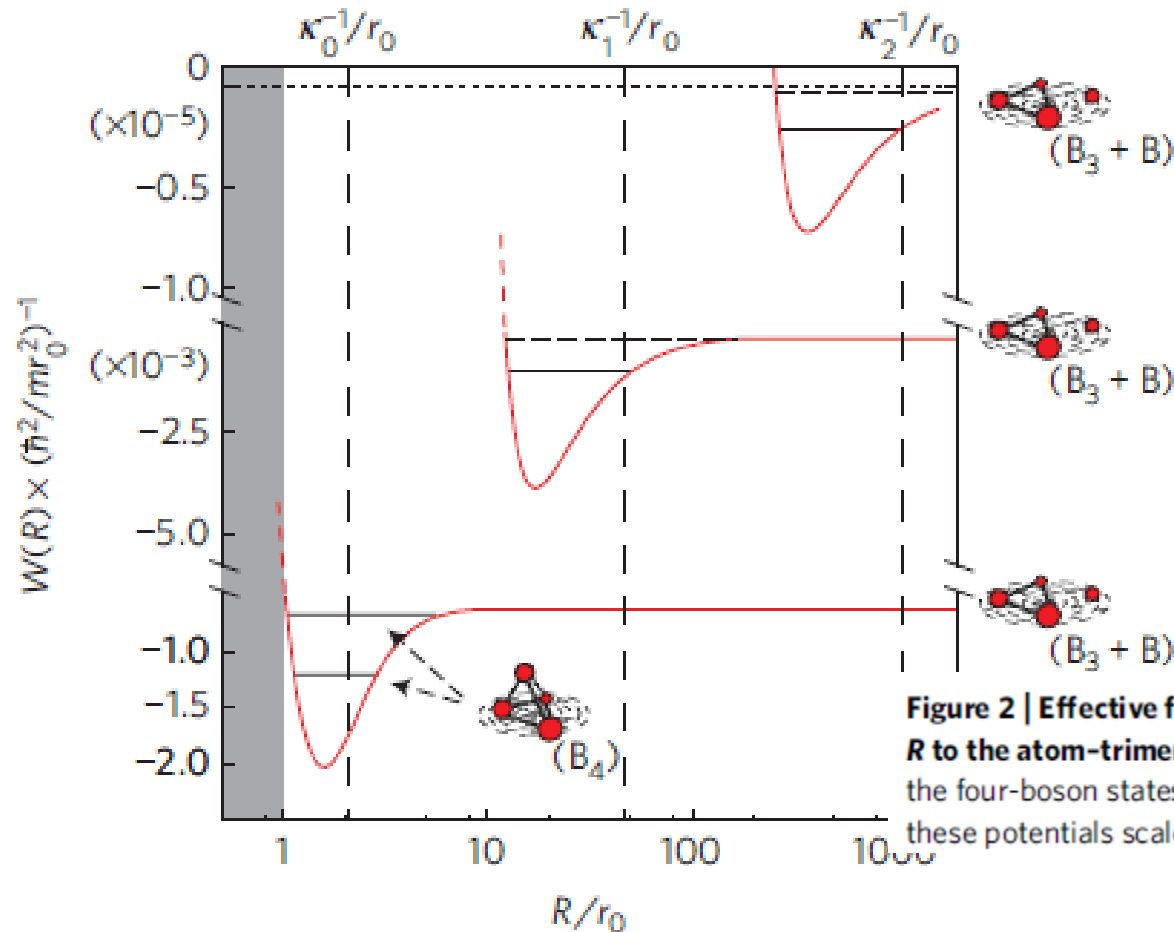 κ₀⁻¹/r₀ κ₁⁻¹/r₀ κ₂⁻¹/r₀
0
(×10⁻⁵)
−0.5
−1.0
(×10⁻³)
−2.5
−5.0
−1.0
−1.5
−2.0
W(R) × (ħ²/mr₀²)⁻¹
(B₃ + B)
(B₃ + B)
(B₃ + B)
(B₄)
1 10 100
R/r₀
Figure 2 | Effective f
R to the atom–trimer
the four-boson states
these potentials scale